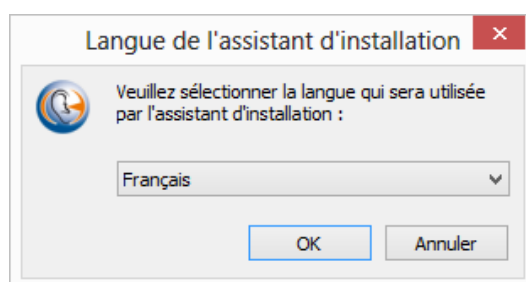 Langue de l'assistant d'installation
Veuillez sélectionner la langue qui sera utilisée
par l'assistant d'installation :
Français
OK Annuler